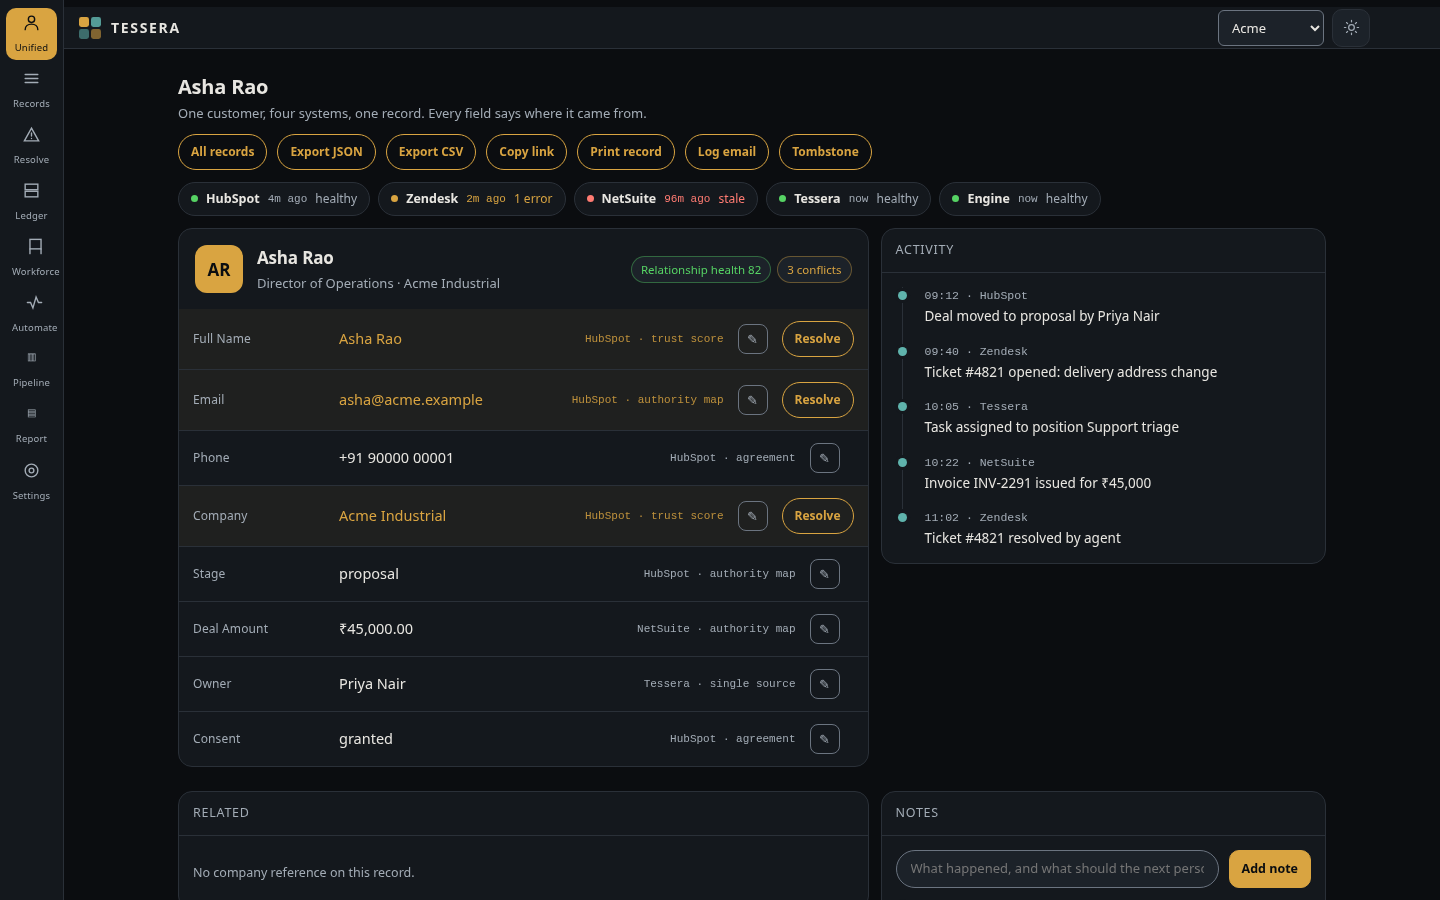 Unified
Records
Resolve
Ledger
Workforce
Automate
Pipeline
Report
Settings
TESSERA
Acme
Asha Rao
One customer, four systems, one record. Every field says where it came from.
All records
Export JSON
Export CSV
Copy link
Print record
Log email
Tombstone
HubSpot 4m ago healthy
Zendesk 2m ago 1 error
NetSuite 96m ago stale
Tessera now healthy
Engine now healthy
AR
Asha Rao
Director of Operations · Acme Industrial
Relationship health 82
3 conflicts
Full Name Asha Rao HubSpot · trust score Resolve
Email asha@acme.example HubSpot · authority map Resolve
Phone +91 90000 00001 HubSpot · agreement
Company Acme Industrial HubSpot · trust score Resolve
Stage proposal HubSpot · authority map
Deal Amount ₹45,000.00 NetSuite · authority map
Owner Priya Nair Tessera · single source
Consent granted HubSpot · agreement
ACTIVITY
09:12 · HubSpot
Deal moved to proposal by Priya Nair
09:40 · Zendesk
Ticket #4821 opened: delivery address change
10:05 · Tessera
Task assigned to position Support triage
10:22 · NetSuite
Invoice INV-2291 issued for ₹45,000
11:02 · Zendesk
Ticket #4821 resolved by agent
RELATED
No company reference on this record.
NOTES
What happened, and what should the next
Add note